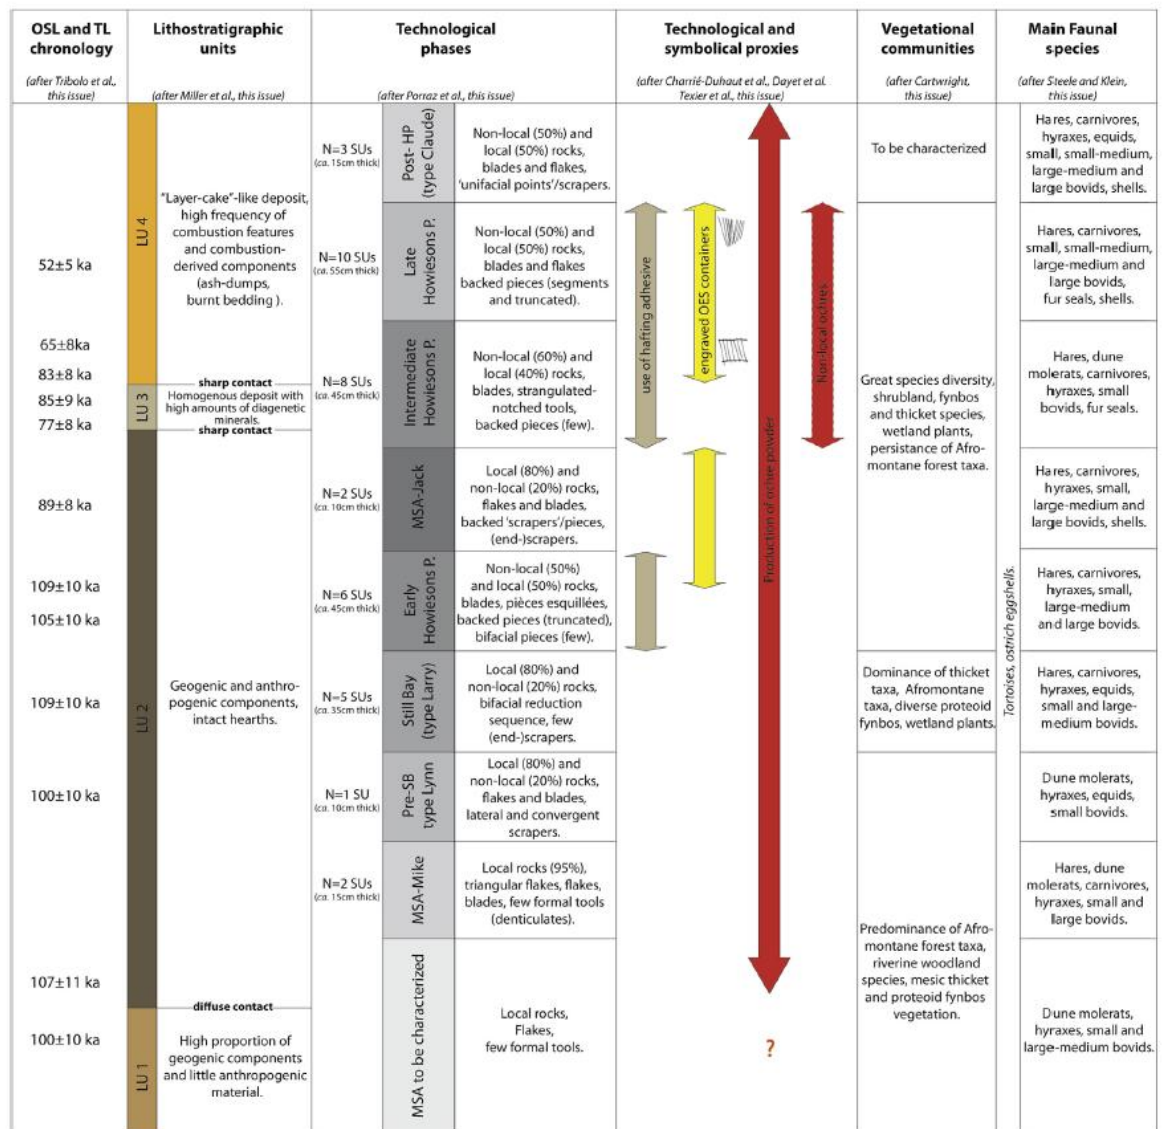 OSL and TL
chronology
(after Tribolo et al.,
this issue)
Lithostratigraphic
units
(after Miller et al., this issue)
Technological
phases
(after Porraz et al., this issue)
Technological and
symbolical proxies
(after Charrié-Duhaut et al., Dayet et al.
Texier et al., this issue)
Vegetational
communities
(after Cartwright,
this issue)
Main Faunal
species
(after Steele and Klein,
this issue)
52±5 ka
65±8ka
83±8 ka
85±9 ka
77±8 ka
89±8 ka
109±10 ka
105±10 ka
109±10 ka
100±10 ka
107±11 ka
100±10 ka
LU 4
"Layer-cake"-like deposit,
high frequency of
combustion features
and combustion-
derived components
(ash-dumps,
burnt bedding ).
sharp contact
LU 3
Homogenous deposit with
high amounts of diagenetic
minerals.
sharp contact
LU 2
Geogenic and anthro-
pogenic components,
intact hearths.
diffuse contact
LU 1
High proportion of
geogenic components
and little anthropogenic
material.
N=3 SUs
(ca. 15cm thick)
Post- HP
(type Claude)
Non-local (50%) and
local (50%) rocks,
blades and flakes,
'unifacial points'/scrapers.
N=10 SUs
(ca. 55cm thick)
Late
Howiesons P.
Non-local (50%) and
local (50%) rocks,
blades and flakes
backed pieces (segments
and truncated).
N=8 SUs
(ca. 45cm thick)
Intermediate
Howiesons P.
Non-local (60%) and
local (40%) rocks,
blades, strangulated-
notched tools,
backed pieces (few).
N=2 SUs
(ca. 10cm thick)
MSA-Jack
Local (80%) and
non-local (20%) rocks,
flakes and blades,
backed 'scrapers'/pieces,
(end-)scrapers.
N=6 SUs
(ca. 45cm thick)
Early
Howiesons P.
Non-local (50%)
and local (50%) rocks,
blades, pièces esquillées,
backed pieces (truncated),
bifacial pieces (few).
N=5 SUs
(ca. 35cm thick)
Still Bay
(type Larry)
Local (80%) and
non-local (20%) rocks,
bifacial reduction
sequence, few
(end-)scrapers.
N=1 SU
(ca. 10cm thick)
Pre-SB
type Lynn
Local (80%) and
non-local (20%) rocks,
flakes and blades,
lateral and convergent
scrapers.
N=2 SUs
(ca. 15cm thick)
MSA-Mike
Local rocks (95%),
triangular flakes, flakes,
blades, few formal tools
(denticulates).
MSA to be characterized
Local rocks,
Flakes,
few formal tools.
use of hafting adhesive
engraved OES containers
Production of ochre powder
Non-local ochres
?
To be characterized
Great species diversity,
shrubland, fynbos
and thicket species,
wetland plants,
persistance of Afro-
montane forest taxa.
Dominance of thicket
taxa, Afromontane
taxa, diverse proteoid
fynbos, wetland plants.
Predominance of Afro-
montane forest taxa,
riverine woodland
species, mesic thicket
and proteoid fynbos
vegetation.
Tortoises, ostrich eggshells.
Hares, carnivores,
hyraxes, equids,
small, small-medium,
large-medium and
large bovids, shells.
Hares, carnivores,
small, small-medium,
large-medium and
large bovids,
fur seals, shells.
Hares, dune
molerats, carnivores,
hyraxes, small
bovids, fur seals.
Hares, carnivores,
hyraxes, small,
large-medium and
large bovids, shells.
Hares, carnivores,
hyraxes, small,
large-medium
and large bovids.
Hares, carnivores,
hyraxes, equids,
small and large-
medium bovids.
Dune molerats,
hyraxes, equids,
small bovids.
Hares, dune
molerats, carnivores,
hyraxes, small and
large bovids.
Dune molerats,
hyraxes, small and
large-medium bovids.